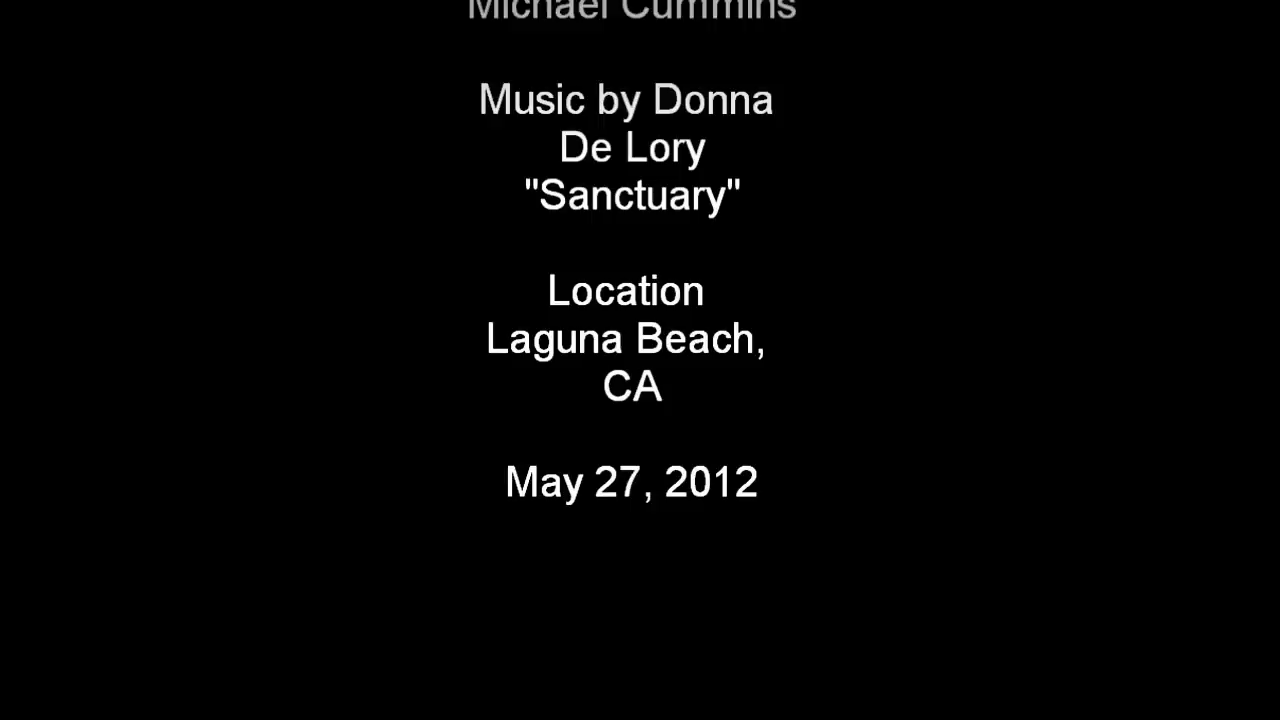 Michael Cummins
Music by Donna
De Lory
"Sanctuary"
Location
Laguna Beach,
CA
May 27, 2012